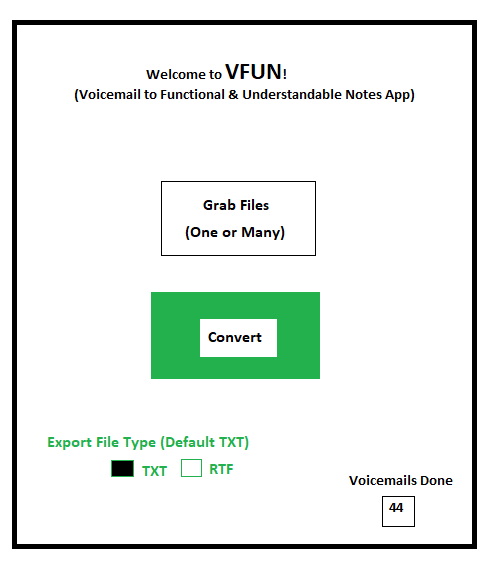 Welcome to VFUN!
(Voicemail to Functional & Understandable Notes App)
Grab Files
(One or Many)
Convert
Export File Type (Default TXT)
TXT RTF
Voicemails Done
44